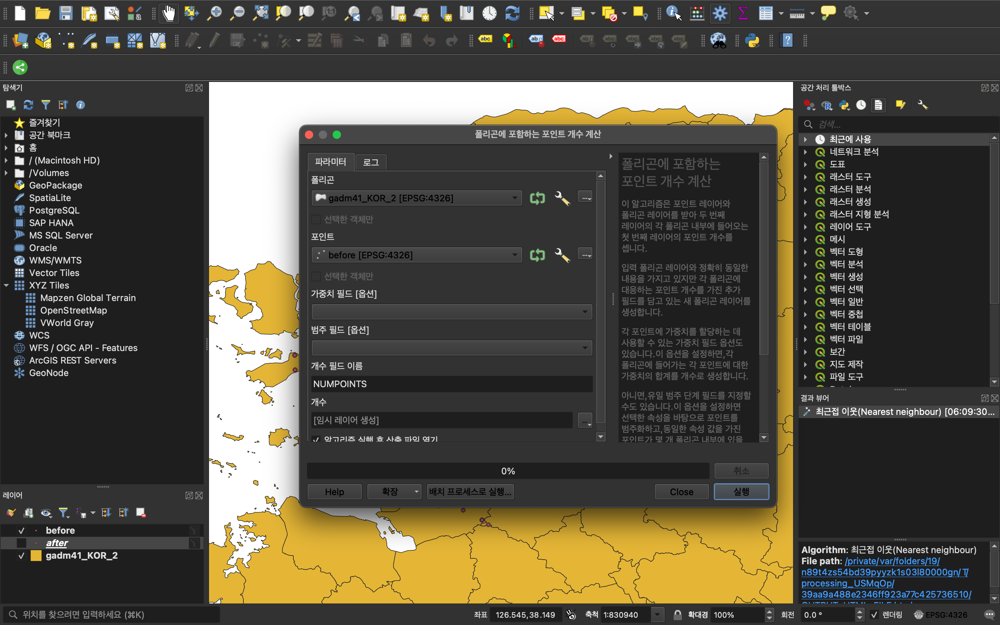 탐색기
즐겨찾기
공간 북마크
홈
/ (Macintosh HD)
/Volumes
GeoPackage
SpatiaLite
PostgreSQL
SAP HANA
MS SQL Server
Oracle
WMS/WMTS
Vector Tiles
XYZ Tiles
Mapzen Global Terrain
OpenStreetMap
VWorld Gray
WCS
WFS / OGC API - Features
ArcGIS REST Servers
GeoNode
레이어
before
after
gadm41_KOR_2
폴리곤에 포함하는 포인트 개수 계산
파라미터
로그
폴리곤
gadm41_KOR_2 [EPSG:4326]
선택한 객체만
포인트
before [EPSG:4326]
선택한 객체만
가중치 필드 [옵션]
범주 필드 [옵션]
개수 필드 이름
NUMPOINTS
개수
[임시 레이어 생성]
알고리즘 실행 후 산출 파일 열기
폴리곤에 포함하는
포인트 개수 계산
이 알고리즘은 포인트 레이어와
폴리곤 레이어를 받아 두 번째
레이어의 각 폴리곤 내부에 들어오는
첫 번째 레이어의 포인트 개수를
셉니다.
입력 폴리곤 레이어와 정확히 동일한
내용을 가지고 있지만 각 폴리곤에
대응하는 포인트 개수를 가진 추가
필드를 담고 있는 새 폴리곤 레이어를
생성합니다.
각 포인트에 가중치를 할당하는 데
사용할 수 있는 가중치 필드 옵션도
있습니다.이 옵션을 설정하면,각
폴리곤에 들어가는 각 포인트에 대한
가중치의 합계를 개수로 생성합니다.
아니면,유일 범주 단계 필드를 지정할
수도 있습니다.이 옵션을 설정하면
선택한 속성을 바탕으로 포인트를
범주화하고,동일한 속성 값을 가진
포인트가 몇 개 폴리곤 내부에 있을
0%
취소
Help
확장
배치 프로세스로 실행...
Close
실행
공간 처리 툴박스
검색...
최근에 사용
네트워크 분석
도표
래스터 도구
래스터 분석
래스터 생성
래스터 지형 분석
레이어 도구
메시
벡터 도형
벡터 분석
벡터 생성
벡터 선택
벡터 일반
벡터 중첩
벡터 테이블
벡터 파일
보간
지도 제작
파일 도구
결과 뷰어
최근접 이웃(Nearest neighbour) [06:09:30...
Algorithm: 최근접 이웃(Nearest neighbour)
File path: /private/var/folders/19/
n89t4zs54bd39pyyzk1s03l80000gn/T/
processing_USMqOp/
39aa9a488e2346ff923a77c425736510/
위치를 찾으려면 입력하세요 (⌘K)
좌표
126.545,38.149
축척
1:830940
확대경
100%
회전
0.0 °
렌더링
EPSG:4326